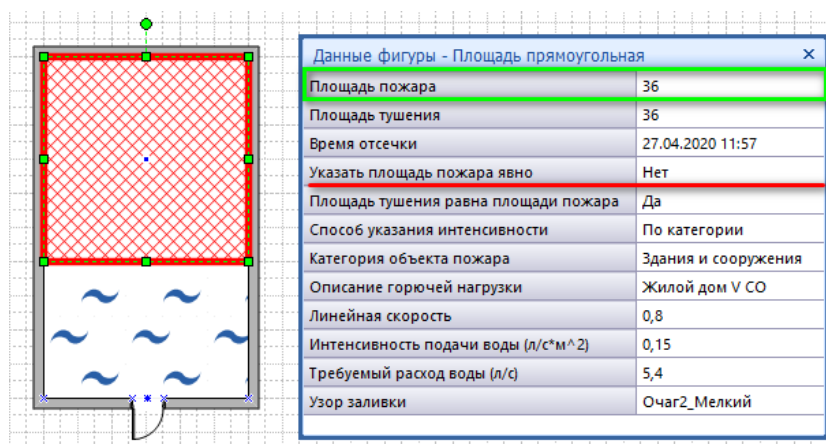 Данные фигуры - Площадь прямоугольная ×
Площадь пожара 36
Площадь тушения 36
Время отсечки 27.04.2020 11:57
Указать площадь пожара явно Нет
Площадь тушения равна площади пожара Да
Способ указания интенсивности По категории
Категория объекта пожара Здания и сооружения
Описание горючей нагрузки Жилой дом V СО
Линейная скорость 0,8
Интенсивность подачи воды (л/с*м^2) 0,15
Требуемый расход воды (л/с) 5,4
Узор заливки Очаг2_Мелкий